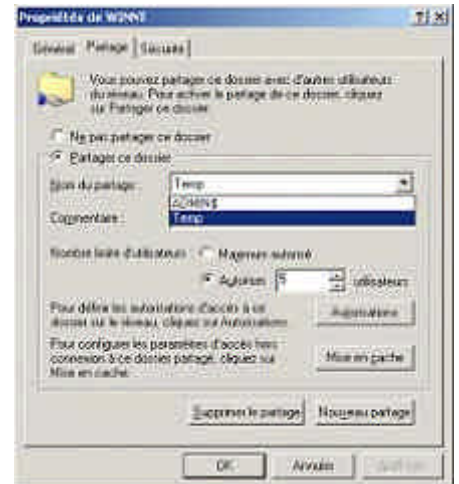 Propriétés de WINNT
Général Partage Sécurité
Vous pouvez partager ce dossier avec d'autres utilisateurs
du réseau. Pour activer le partage de ce dossier, cliquez
sur Partager ce dossier.
Ne pas partager ce dossier
Partager ce dossier
Nom du partage : Temp
ADMIN$
Temp
Commentaire :
Nombre limite d'utilisateurs : Maximum autorisé
Autoriser 5 utilisateurs
Pour définir les autorisations d'accès à ce
dossier sur le réseau, cliquez sur Autorisations.
Autorisations
Pour configurer les paramètres d'accès hors
connexion à ce dossier partagé, cliquez sur
Mise en cache.
Mise en cache
Supprimer le partage Nouveau partage
OK Annuler Appliquer